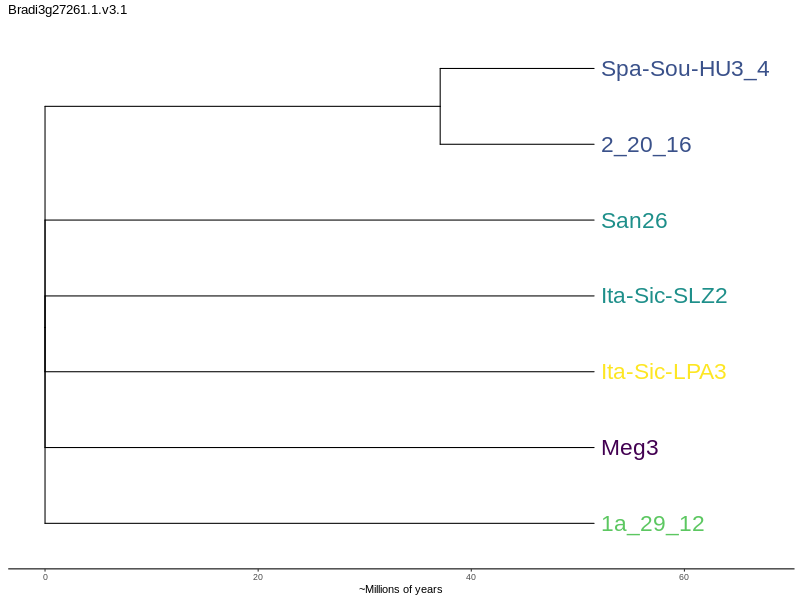 Bradi3g27261.1.v3.1
Spa-Sou-HU3_4
2_20_16
San26
Ita-Sic-SLZ2
Ita-Sic-LPA3
Meg3
1a_29_12
0 20 40 60
~Millions of years